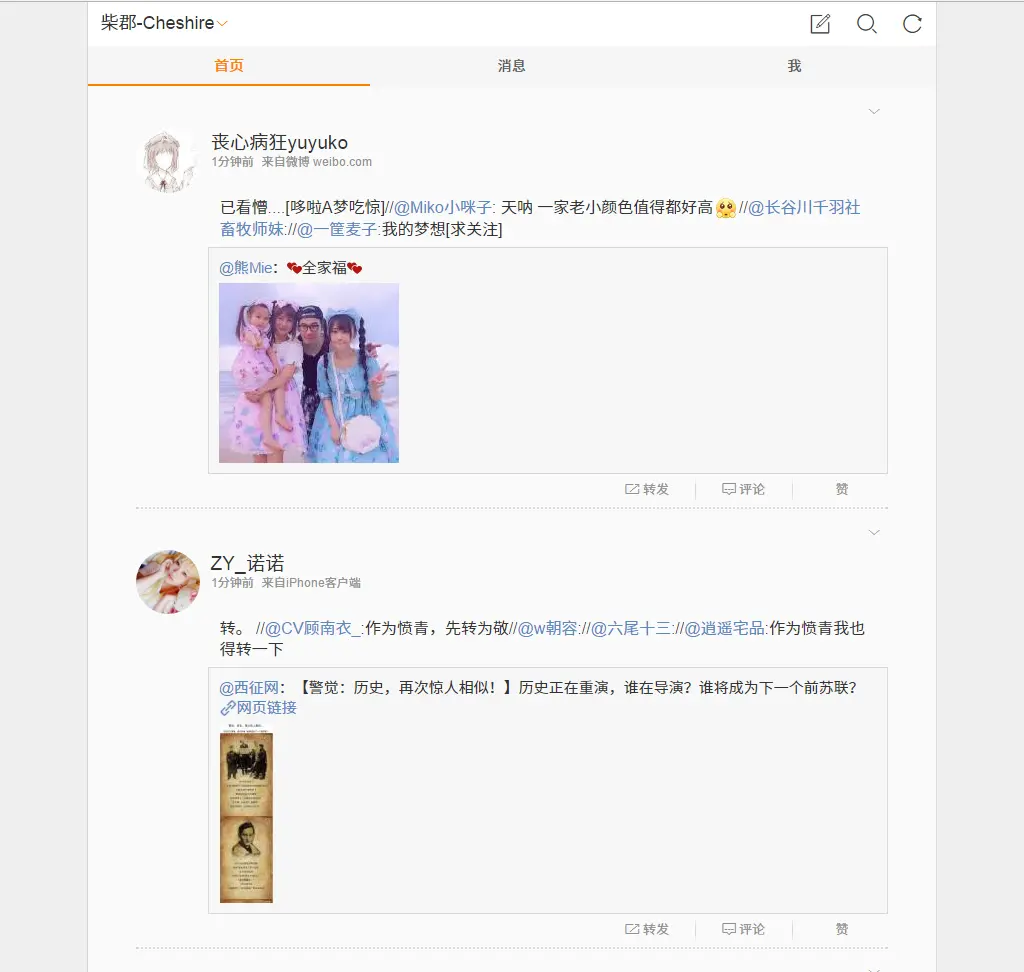 柴郡-Cheshire
首页
消息
我
丧心病狂yuyuko
1分钟前 来自微博 weibo.com
已看懵....[哆啦A梦吃惊]//@Miko小咪子: 天呐 一家老小颜色值得都好高//@长谷川千羽社
畜牧师妹://@一筐麦子:我的梦想[求关注]
@熊Mie：全家福
转发
评论
赞
ZY_诺诺
1分钟前 来自iPhone客户端
转。 //@CV顾南衣_:作为愤青，先转为敬//@w朝容://@六尾十三://@逍遥宅品:作为愤青我也
得转一下
@西征网：【警觉：历史，再次惊人相似！】历史正在重演，谁在导演？谁将成为下一个前苏联？
网页链接
转发
评论
赞